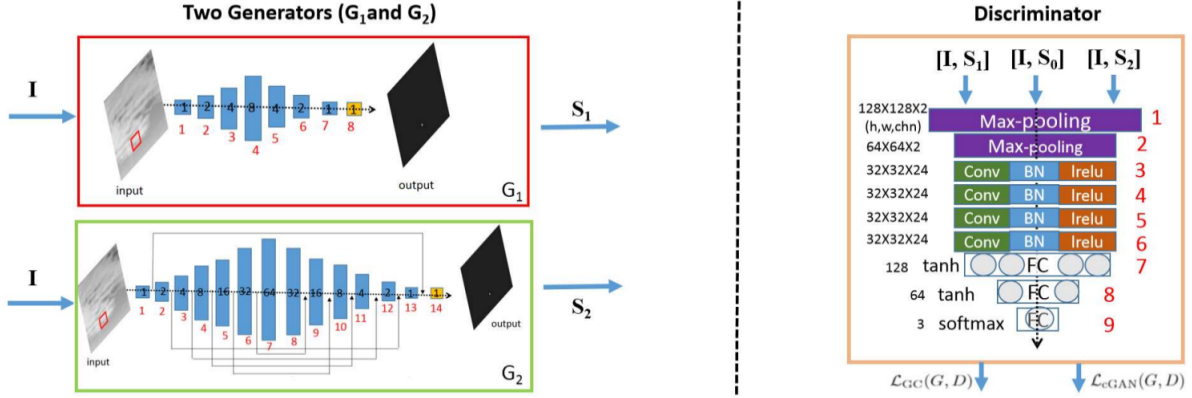 Two Generators (G1 and G2)
I
input
1 2 4 8 4 2 1 1
1 2 3 4 5 6 7 8
output
G1
S1
I
input
1 2 4 8 16 32 64 32 16 8 4 2 1 1
1 2 3 4 5 6 7 8 9 10 11 12 13 14
output
G2
S2
Discriminator
[I, S1] [I, S0] [I, S2]
128X128X2
(h,w,chn)
Max-pooling 1
64X64X2 Max-pooling 2
32X32X24 Conv BN lrelu 3
32X32X24 Conv BN lrelu 4
32X32X24 Conv BN lrelu 5
32X32X24 Conv BN lrelu 6
128 tanh FC 7
64 tanh FC 8
3 softmax FC 9
ℒGC(G, D) ℒcGAN(G, D)